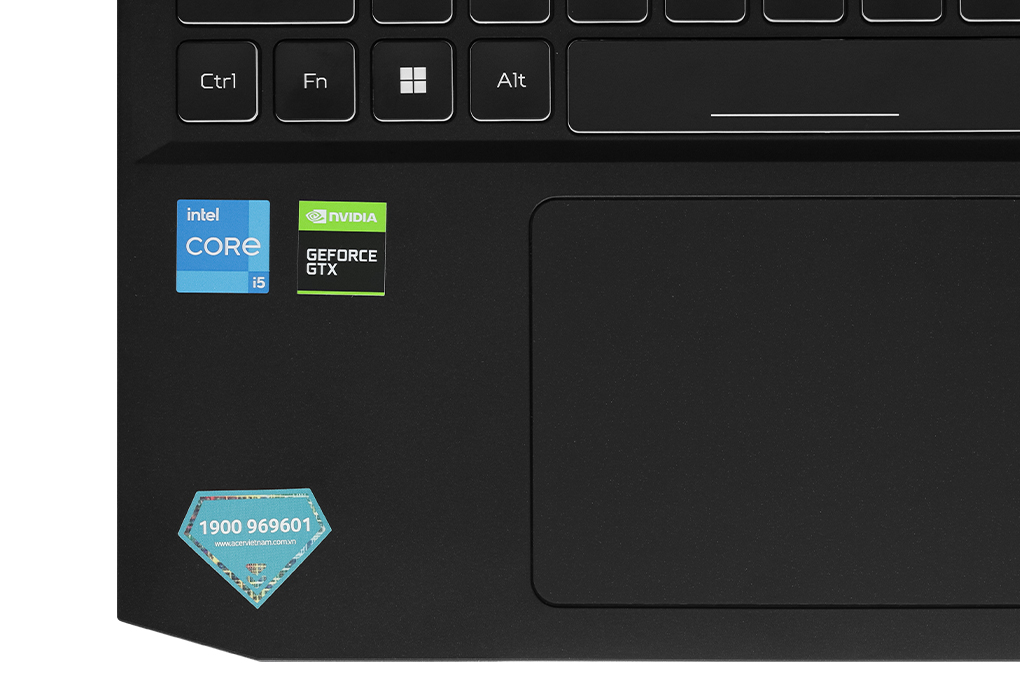 Ctrl
Fn
Alt
intel
CORE
i5
NVIDIA
GEFORCE
GTX
1900 969601
www.acervietnam.com.vn